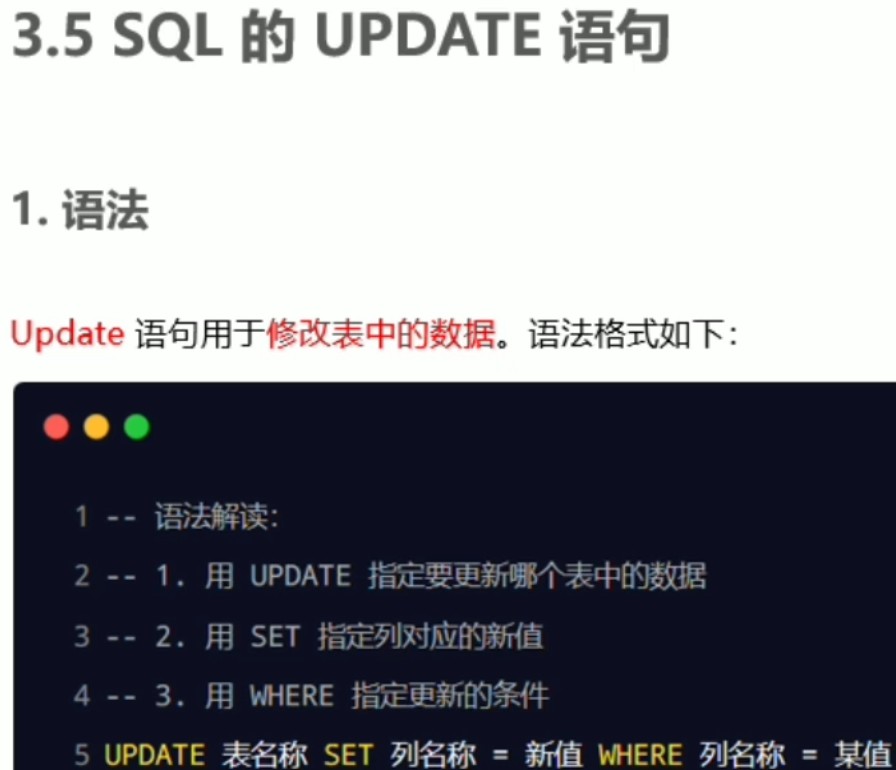 3.5 SQL 的 UPDATE 语句
1. 语法
Update 语句用于修改表中的数据。语法格式如下：
1 -- 语法解读：
2 -- 1. 用 UPDATE 指定要更新哪个表中的数据
3 -- 2. 用 SET 指定列对应的新值
4 -- 3. 用 WHERE 指定更新的条件
5 UPDATE 表名称 SET 列名称 = 新值 WHERE 列名称 = 某值